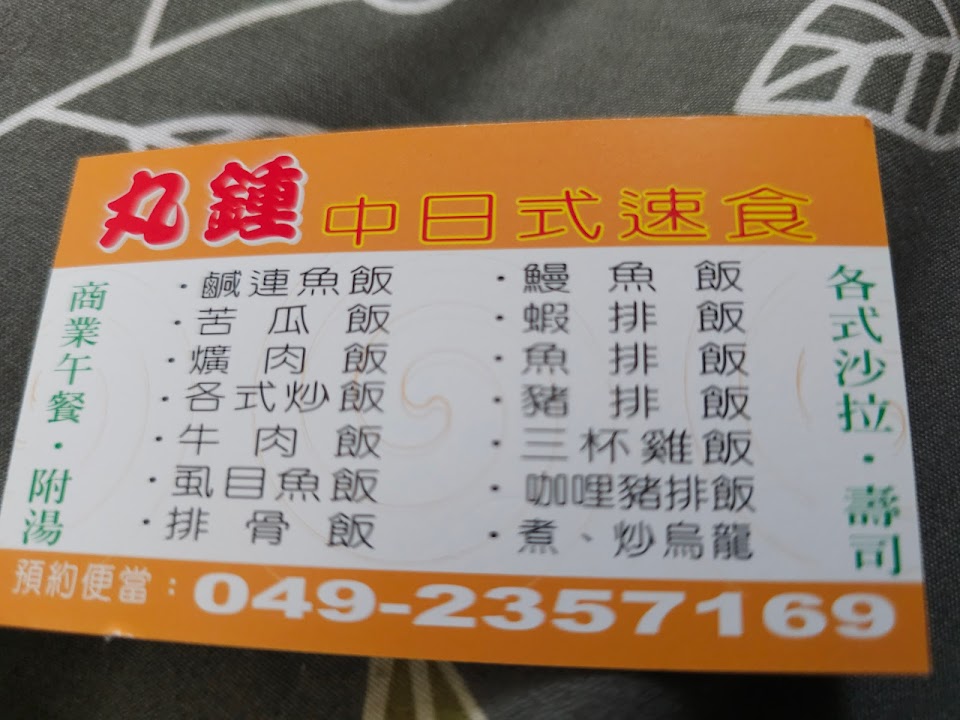 丸鍾 中日式速食
商業午餐・附湯
・鹹連魚飯
・苦瓜飯
・爌肉飯
・各式炒飯
・牛肉飯
・虱目魚飯
・排骨飯
・鰻魚飯
・蝦排飯
・魚排飯
・豬排飯
・三杯雞飯
・咖哩豬排飯
・煮、炒烏龍
各式沙拉・壽司
預約便當：049-2357169